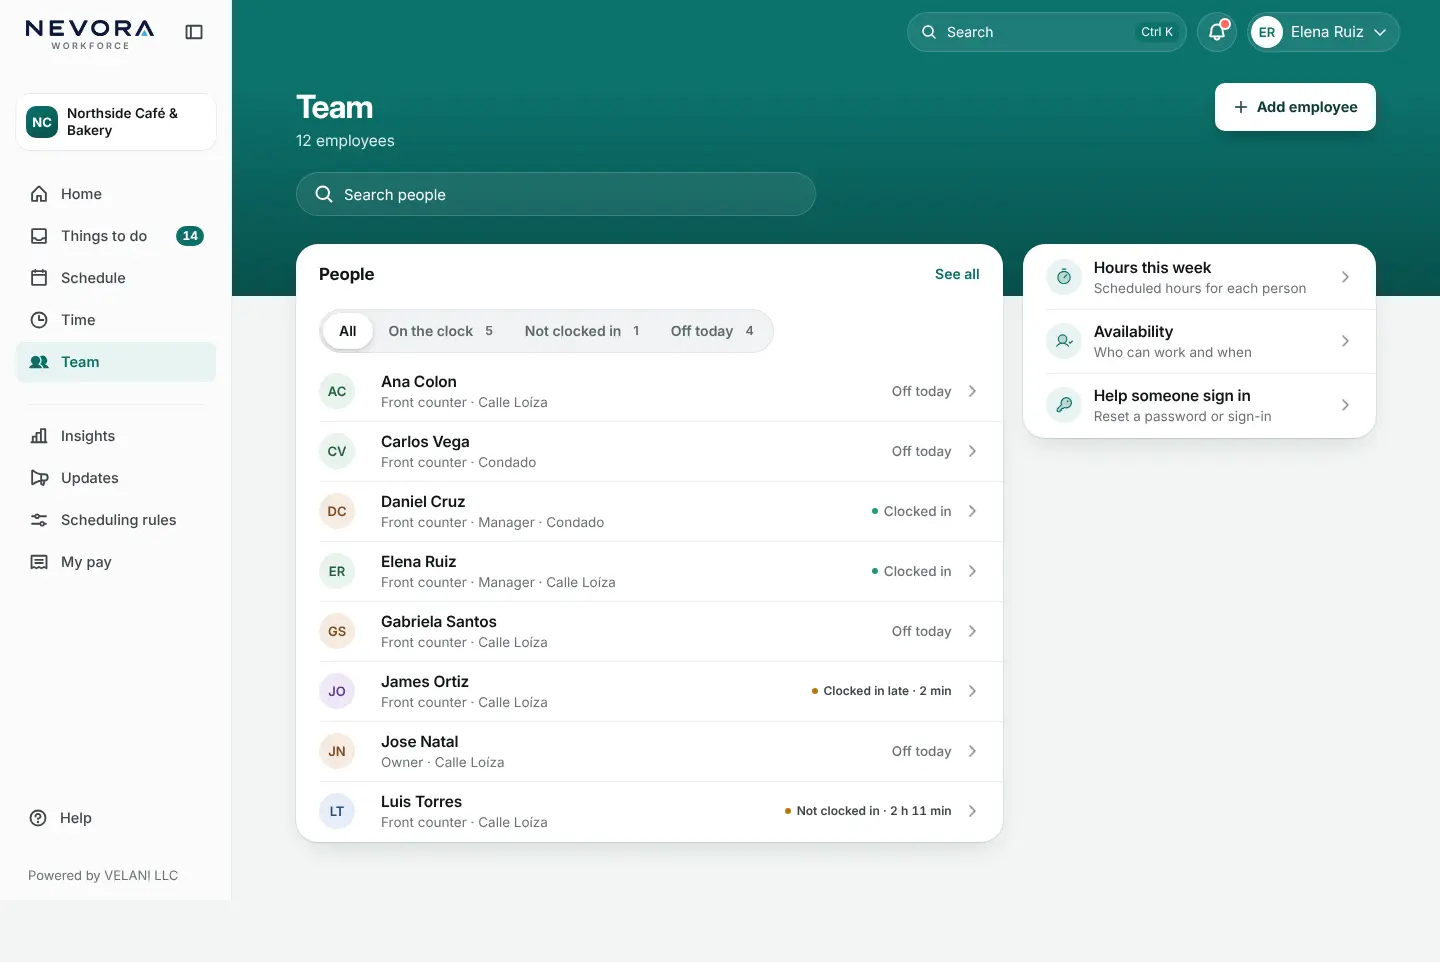 NEVORA
WORKFORCE
Search
Ctrl K
ER
Elena Ruiz
NC
Northside Café &
Bakery
Home
Things to do
14
Schedule
Time
Team
Insights
Updates
Scheduling rules
My pay
Help
Powered by VELANI LLC
Team
12 employees
Add employee
Search people
People
See all
All
On the clock 5
Not clocked in 1
Off today 4
AC
Ana Colon
Front counter · Calle Loíza
Off today
CV
Carlos Vega
Front counter · Condado
Off today
DC
Daniel Cruz
Front counter · Manager · Condado
Clocked in
ER
Elena Ruiz
Front counter · Manager · Calle Loíza
Clocked in
GS
Gabriela Santos
Front counter · Calle Loíza
Off today
JO
James Ortiz
Front counter · Calle Loíza
Clocked in late · 2 min
JN
Jose Natal
Owner · Calle Loíza
Off today
LT
Luis Torres
Front counter · Calle Loíza
Not clocked in · 2 h 11 min
Hours this week
Scheduled hours for each person
Availability
Who can work and when
Help someone sign in
Reset a password or sign-in